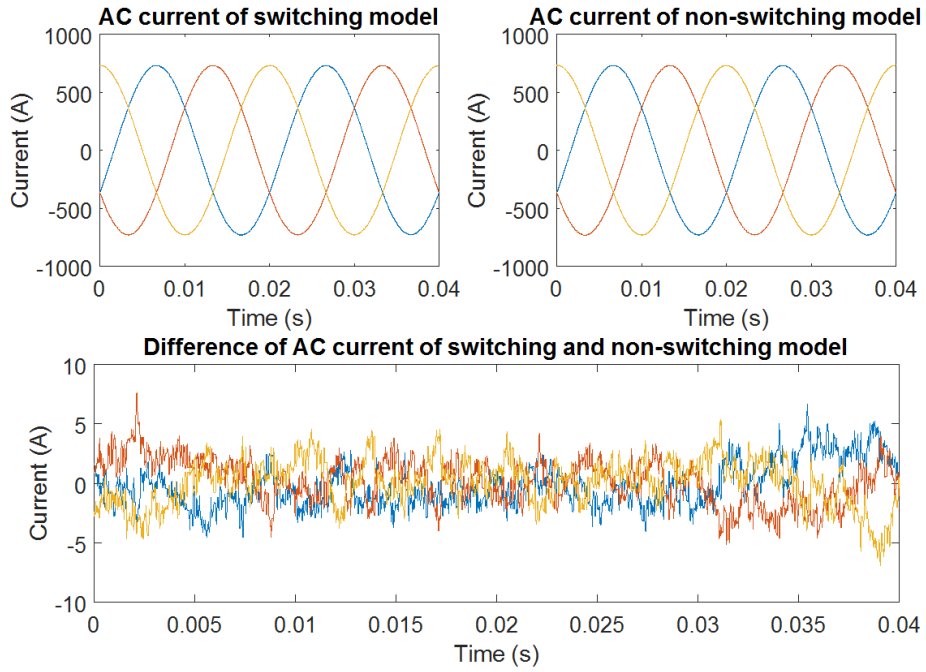 AC current of switching model
1000
500
0
-500
-1000
Current (A)
0 0.01 0.02 0.03 0.04
Time (s)
AC current of non-switching model
1000
500
0
-500
-1000
Current (A)
0 0.01 0.02 0.03 0.04
Time (s)
Difference of AC current of switching and non-switching model
10
5
0
-5
-10
Current (A)
0 0.005 0.01 0.015 0.02 0.025 0.03 0.035 0.04
Time (s)